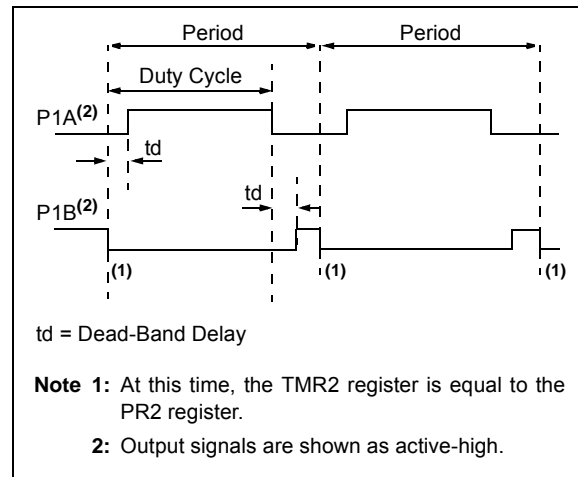 Period Period
Duty Cycle
P1A(2)
td
td
P1B(2)
(1) (1) (1)
td = Dead-Band Delay
Note 1: At this time, the TMR2 register is equal to the
PR2 register.
2: Output signals are shown as active-high.